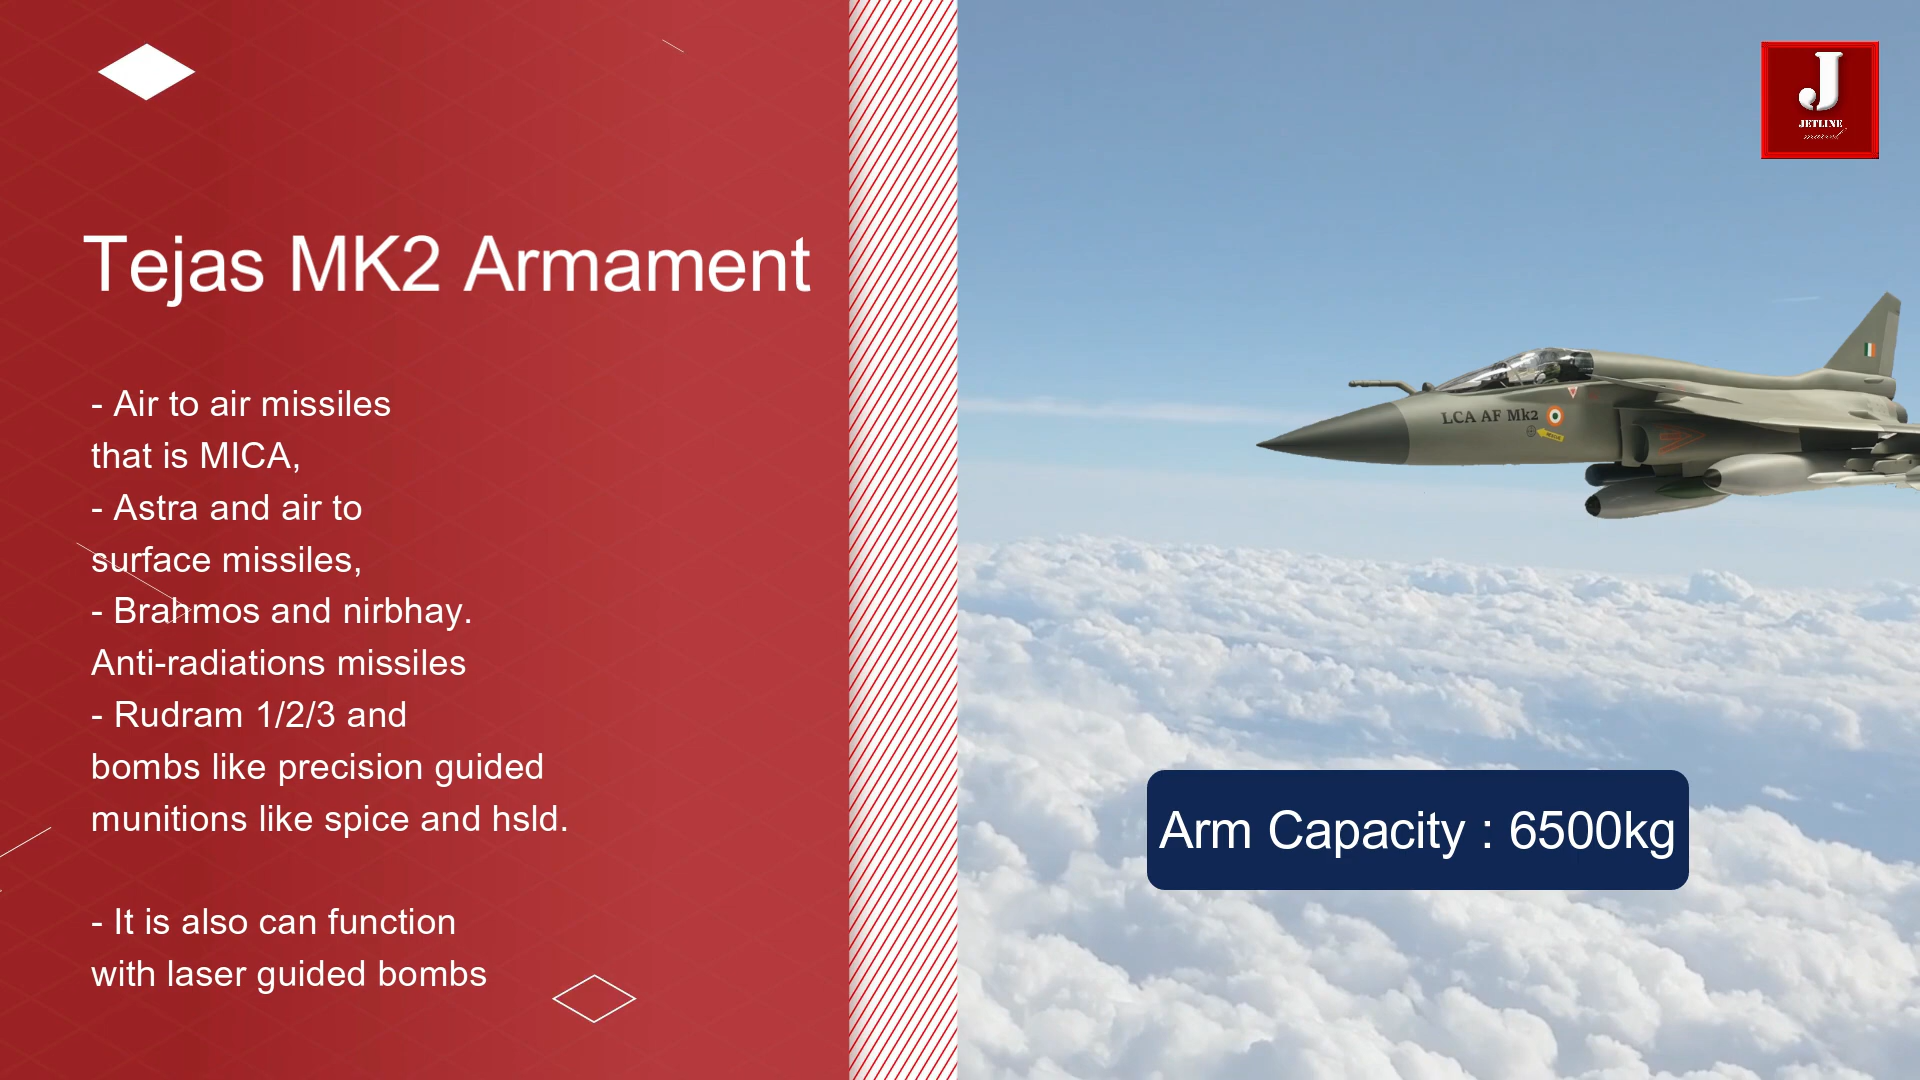 Tejas MK2 Armament
- Air to air missiles
that is MICA,
- Astra and air to
surface missiles,
- Brahmos and nirbhay.
Anti-radiations missiles
- Rudram 1/2/3 and
bombs like precision guided
munitions like spice and hsld.
- It is also can function
with laser guided bombs
J
JETLINE
marvel
LCA AF Mk2
Arm Capacity : 6500kg